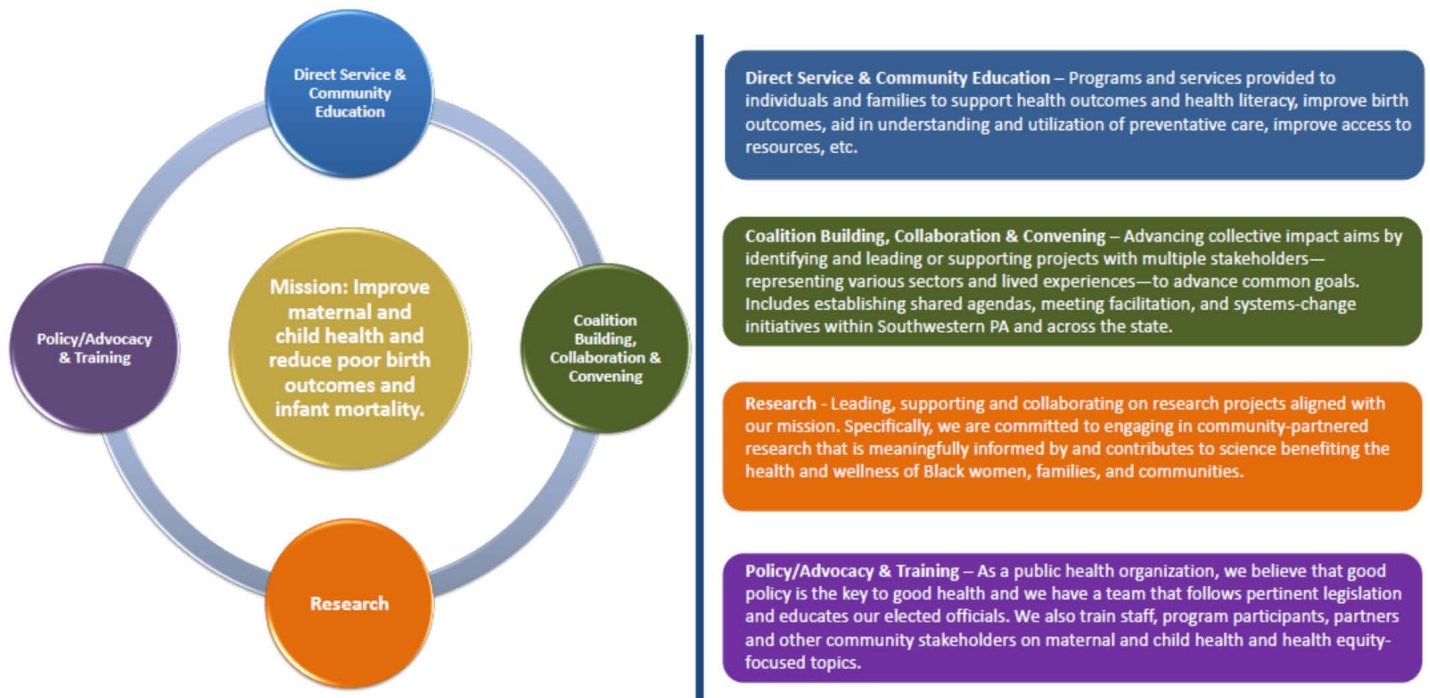 Direct Service &
Community
Education
Policy/Advocacy
& Training
Mission: Improve
maternal and
child health and
reduce poor birth
outcomes and
infant mortality.
Coalition
Building,
Collaboration &
Convening
Research
Direct Service & Community Education – Programs and services provided to
individuals and families to support health outcomes and health literacy, improve birth
outcomes, aid in understanding and utilization of preventative care, improve access to
resources, etc.
Coalition Building, Collaboration & Convening – Advancing collective impact aims by
identifying and leading or supporting projects with multiple stakeholders—
representing various sectors and lived experiences—to advance common goals.
Includes establishing shared agendas, meeting facilitation, and systems-change
initiatives within Southwestern PA and across the state.
Research - Leading, supporting and collaborating on research projects aligned with
our mission. Specifically, we are committed to engaging in community-partnered
research that is meaningfully informed by and contributes to science benefiting the
health and wellness of Black women, families, and communities.
Policy/Advocacy & Training – As a public health organization, we believe that good
policy is the key to good health and we have a team that follows pertinent legislation
and educates our elected officials. We also train staff, program participants, partners
and other community stakeholders on maternal and child health and health equity-
focused topics.